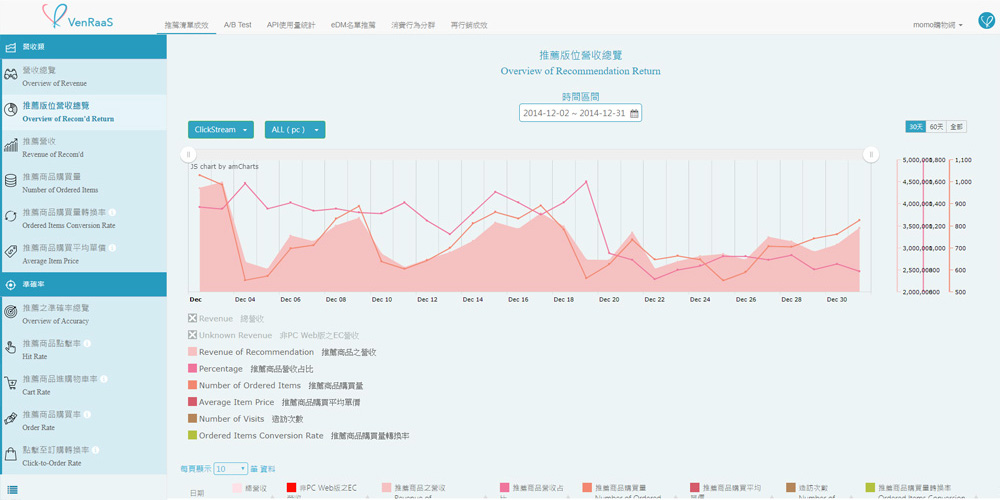 VenRaaS
推薦清單成效 A/B Test API使用量統計 eDM名單推薦 消費行為分群 再行銷成效
momo購物網
營收類
營收總覽
Overview of Revenue
推薦版位營收總覽
Overview of Recom'd Return
推薦營收
Revenue of Recom'd
推薦商品購買量
Number of Ordered Items
推薦商品購買量轉換率
Ordered Items Conversion Rate
推薦商品購買平均單價
Average Item Price
準確率
推薦之準確率總覽
Overview of Accuracy
推薦商品點擊率
Hit Rate
推薦商品進購物車率
Cart Rate
推薦商品購買率
Order Rate
點擊至訂購轉換率
Click-to-Order Rate
推薦版位營收總覽
Overview of Recommendation Return
時間區間
2014-12-02 ~ 2014-12-31
ClickStream ALL ( pc )
30天 60天 全部
JS chart by amCharts
5,000,000 1,800 1,100
4,500,000 1,600 1,000
4,000,000 1,400 900
3,500,000 1,200 800
3,000,000 1,000 700
2,500,000 800 600
2,000,000 600 500
Dec Dec 04 Dec 06 Dec 08 Dec 10 Dec 12 Dec 14 Dec 16 Dec 18 Dec 20 Dec 22 Dec 24 Dec 26 Dec 28 Dec 30
Revenue 總營收
Unknown Revenue 非PC Web版之EC營收
Revenue of Recommendation 推薦商品之營收
Percentage 推薦商品營收占比
Number of Ordered Items 推薦商品購買量
Average Item Price 推薦商品購買平均單價
Number of Visits 造訪次數
Ordered Items Conversion Rate 推薦商品購買量轉換率
每頁顯示 10 筆 資料
日期 總營收 非PC Web版之EC 推薦商品之營收 推薦商品營收占 推薦商品購買量 推薦商品購買平均 造訪次數 推薦商品購買量轉換率
Revenue of Number of Ordered Number of Visits Ordered Items Conversion